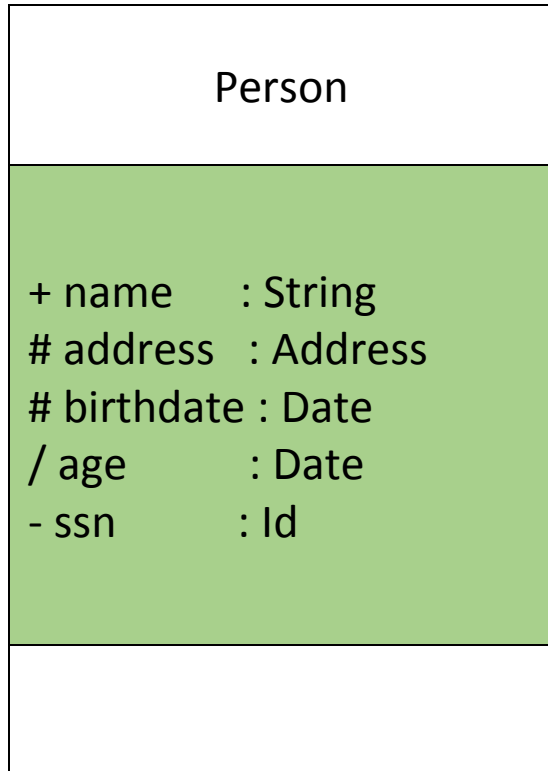 Person
+ name : String
# address : Address
# birthdate : Date
/ age : Date
- ssn : Id